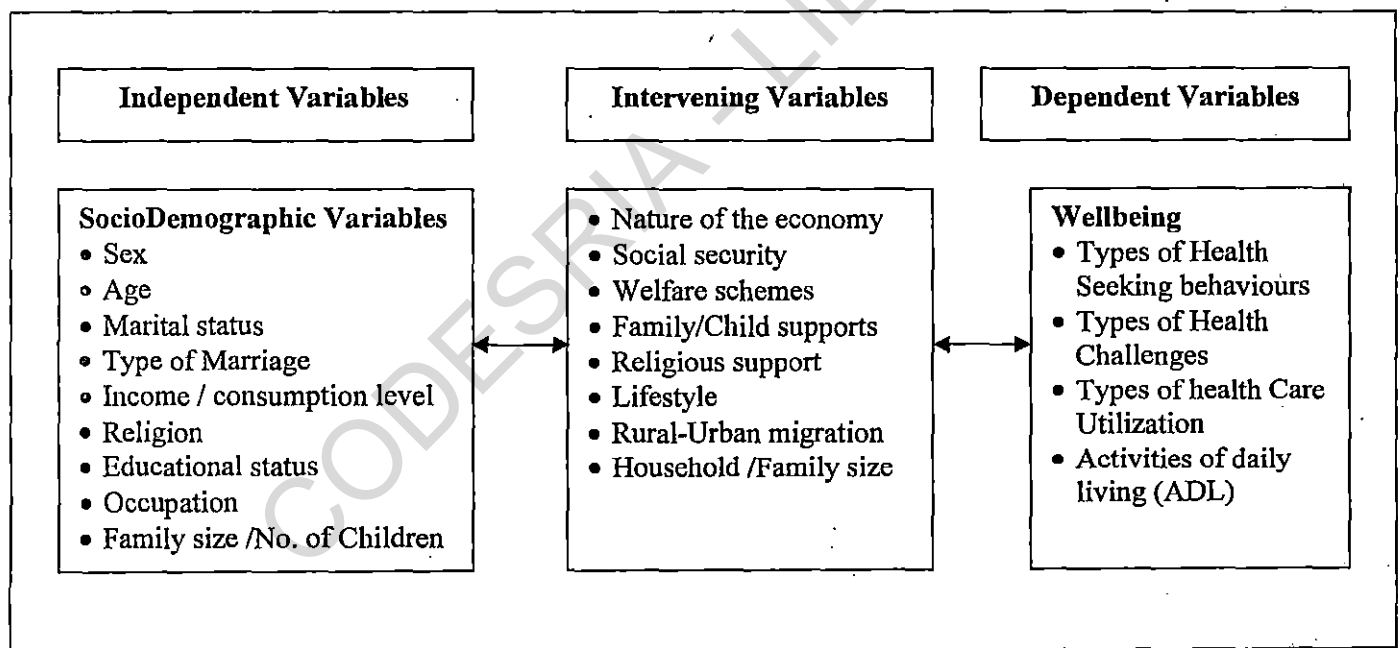 Independent Variables
Intervening Variables
Dependent Variables
SocioDemographic Variables
• Sex
• Age
• Marital status
• Type of Marriage
• Income / consumption level
• Religion
• Educational status
• Occupation
• Family size /No. of Children
• Nature of the economy
• Social security
• Welfare schemes
• Family/Child supports
• Religious support
• Lifestyle
• Rural-Urban migration
• Household /Family size
Wellbeing
• Types of Health
Seeking behaviours
• Types of Health
Challenges
• Types of health Care
Utilization
• Activities of daily
living (ADL)
CODESRIA - LI